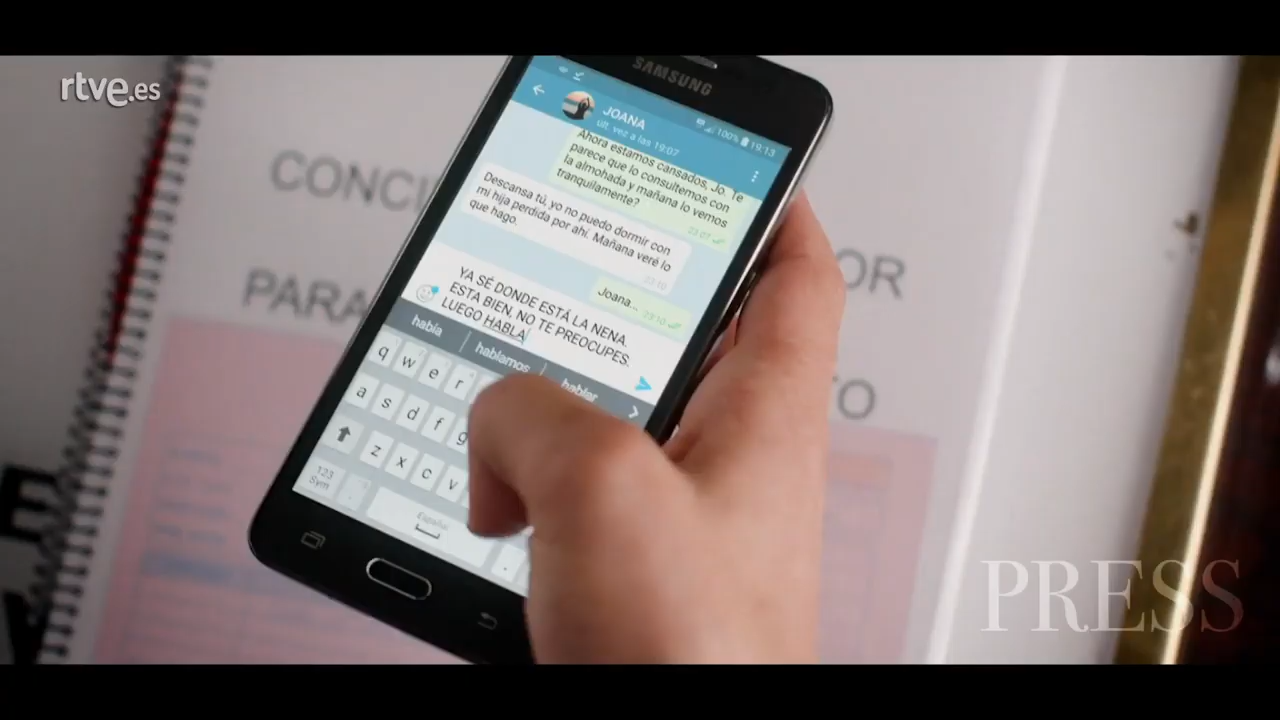 rtve.es
SAMSUNG
100% 19:13
JOANA
últ. vez a las 19:07
Ahora estamos cansados, Jo. Te
parece que lo consultemos con
la almohada y mañana lo vemos
tranquilamente?
23:07
Descansa tú, yo no puedo dormir con
mi hija perdida por ahí. Mañana veré lo
que hago.
23:10
Joana...
23:10
YA SÉ DONDE ESTÁ LA NENA.
ESTA BIEN. NO TE PREOCUPES.
LUEGO HABLA
había
hablamos
hablar
q w e r
a s d f g
z x c v
123
Sym
Español
.
CONCI
OR
PARA
TO
PRESS